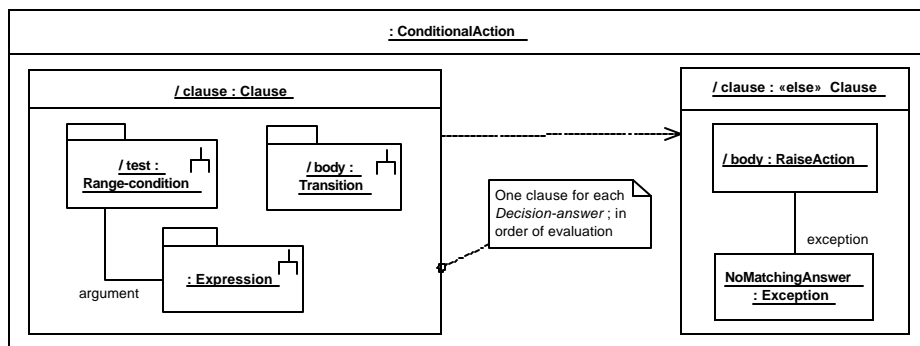 : ConditionalAction
/ clause : Clause
/ test :
Range-condition
/ body :
Transition
: Expression
argument
One clause for each
Decision-answer ; in
order of evaluation
/ clause : «else» Clause
/ body : RaiseAction
exception
NoMatchingAnswer
: Exception